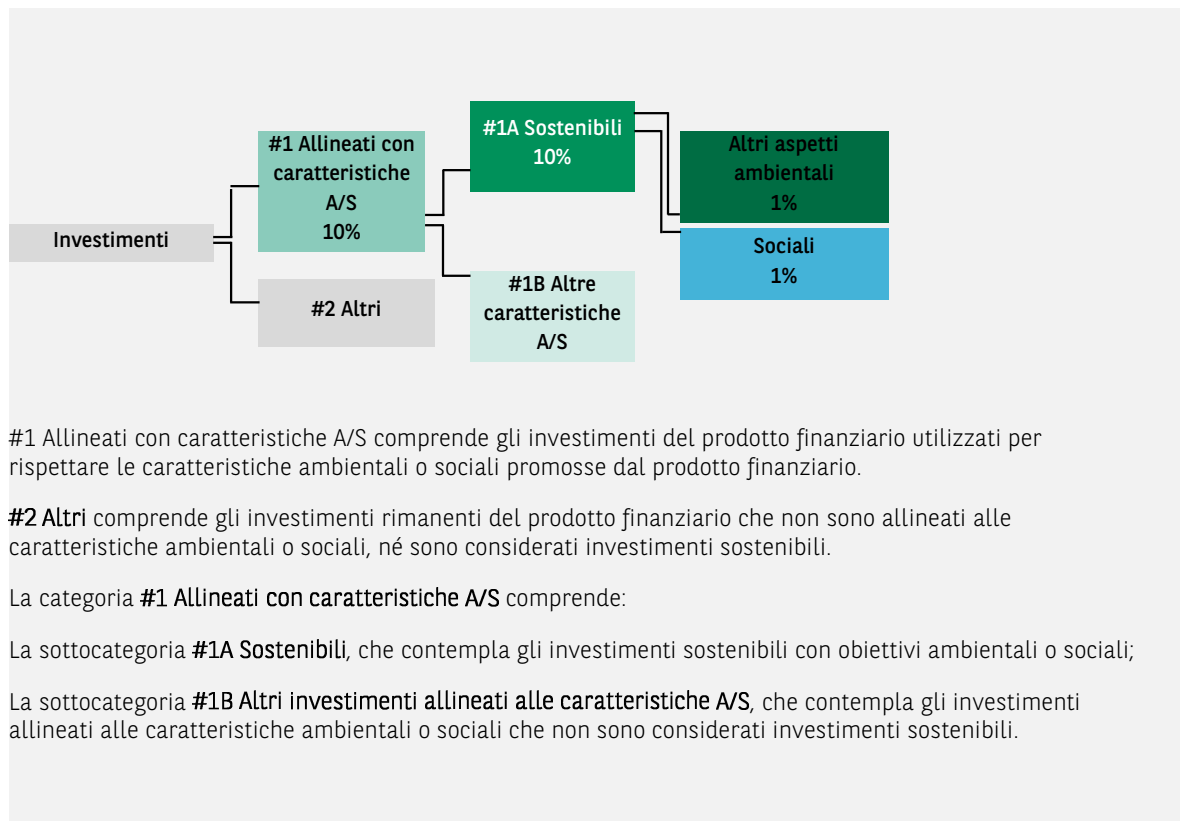 #1 Allineati con
caratteristiche
A/S
10%
#1A Sostenibili
10%
Altri aspetti
ambientali
1%
Investimenti
Sociali
1%
#2 Altri
#1B Altre
caratteristiche
A/S
#1 Allineati con caratteristiche A/S comprende gli investimenti del prodotto finanziario utilizzati per
rispettare le caratteristiche ambientali o sociali promosse dal prodotto finanziario.
#2 Altri comprende gli investimenti rimanenti del prodotto finanziario che non sono allineati alle
caratteristiche ambientali o sociali, né sono considerati investimenti sostenibili.
La categoria #1 Allineati con caratteristiche A/S comprende:
La sottocategoria #1A Sostenibili, che contempla gli investimenti sostenibili con obiettivi ambientali o sociali;
La sottocategoria #1B Altri investimenti allineati alle caratteristiche A/S, che contempla gli investimenti
allineati alle caratteristiche ambientali o sociali che non sono considerati investimenti sostenibili.